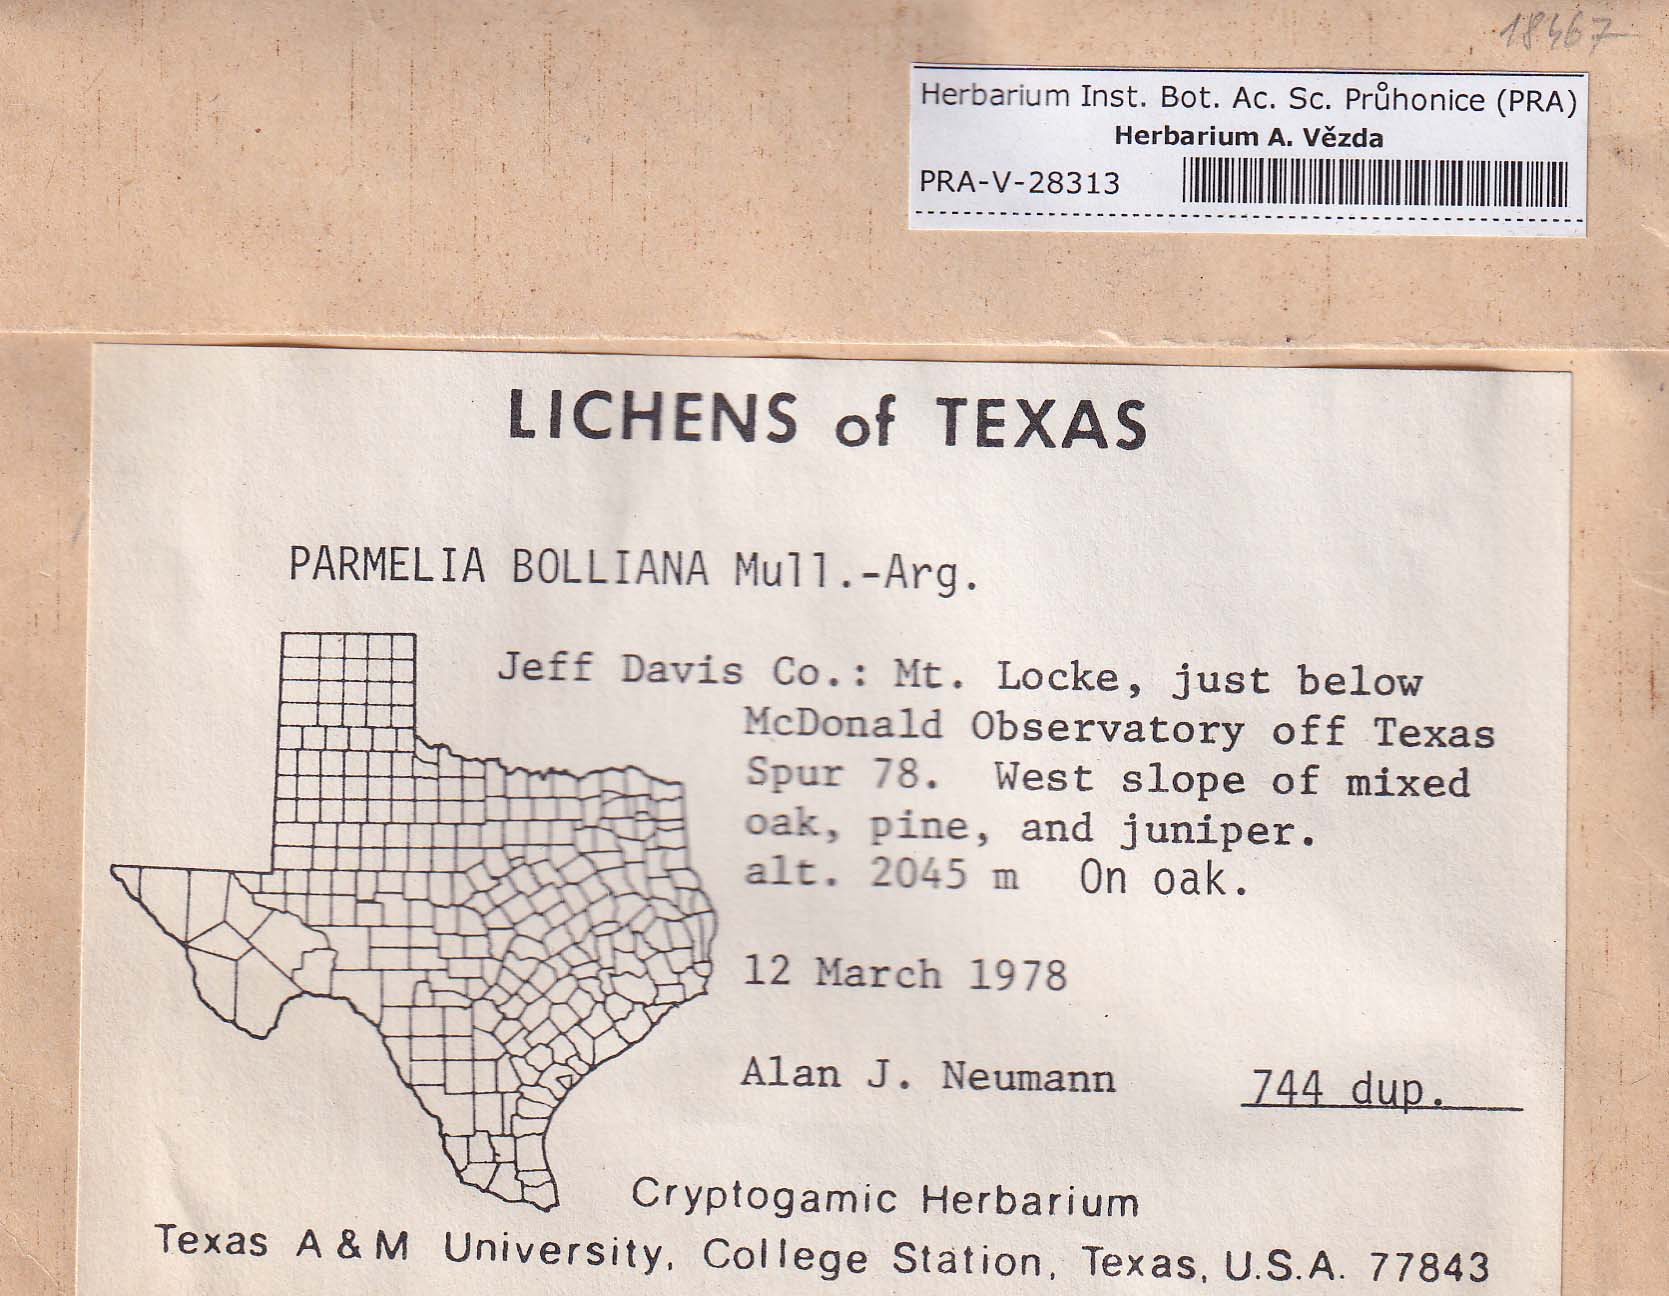 18467
Herbarium Inst. Bot. Ac. Sc. Průhonice (PRA)
Herbarium A. Vězda
PRA-V-28313
LICHENS of TEXAS
PARMELIA BOLLIANA Mull.-Arg.
Jeff Davis Co.: Mt. Locke, just below
McDonald Observatory off Texas
Spur 78. West slope of mixed
oak, pine, and juniper.
alt. 2045 m On oak.
12 March 1978
Alan J. Neumann 744 dup.
Cryptogamic Herbarium
Texas A & M University, College Station, Texas, U.S.A. 77843